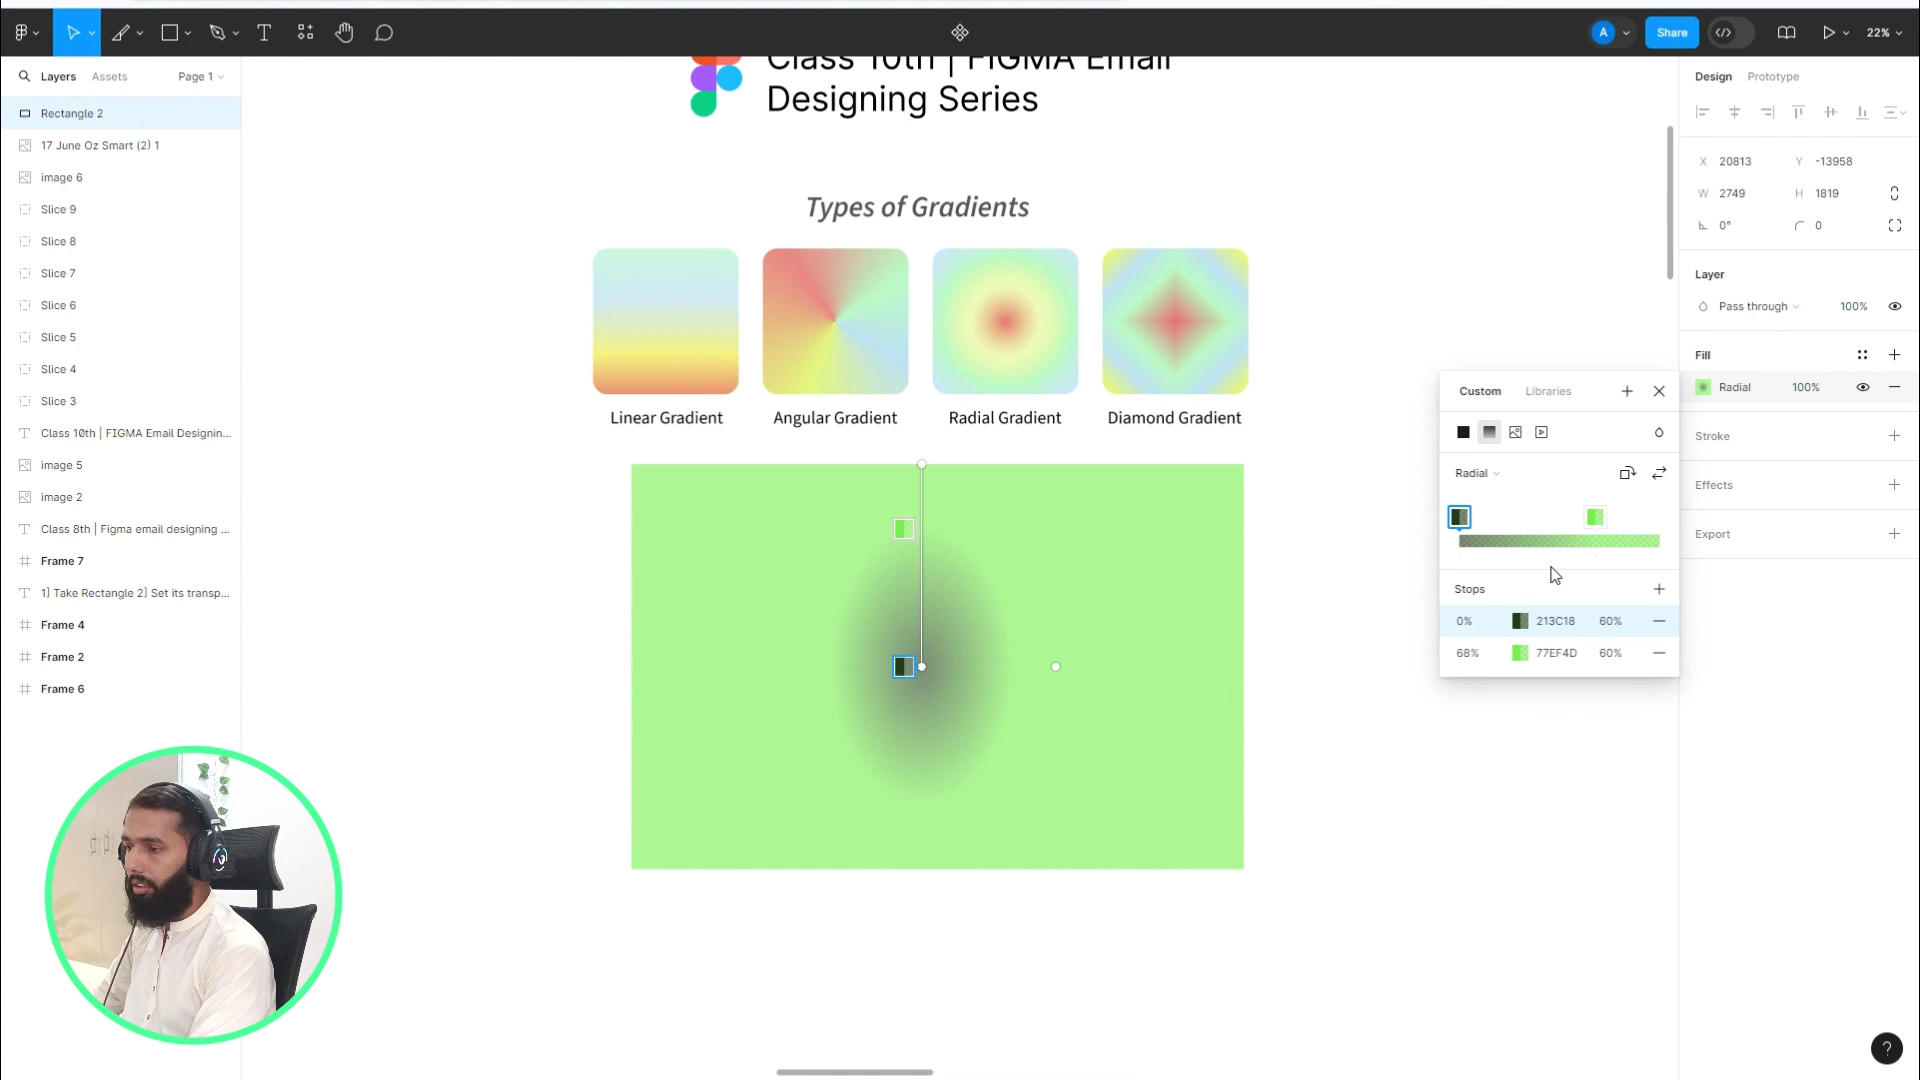 A
Share
22%
Layers
Assets
Page 1
Rectangle 2
17 June Oz Smart (2) 1
image 6
Slice 9
Slice 8
Slice 7
Slice 6
Slice 5
Slice 4
Slice 3
Class 10th | FIGMA Email Designin...
image 5
image 2
Class 8th | Figma email designing ...
Frame 7
1] Take Rectangle 2] Set its transp...
Frame 4
Frame 2
Frame 6
Class 10th | FIGMA Email
Designing Series
Types of Gradients
Linear Gradient
Angular Gradient
Radial Gradient
Diamond Gradient
Custom
Libraries
Radial
Stops
0% 213C18 60%
68% 77EF4D 60%
Design
Prototype
X 20813 Y -13958
W 2749 H 1819
0° 0
Layer
Pass through 100%
Fill
Radial 100%
Stroke
Effects
Export
?